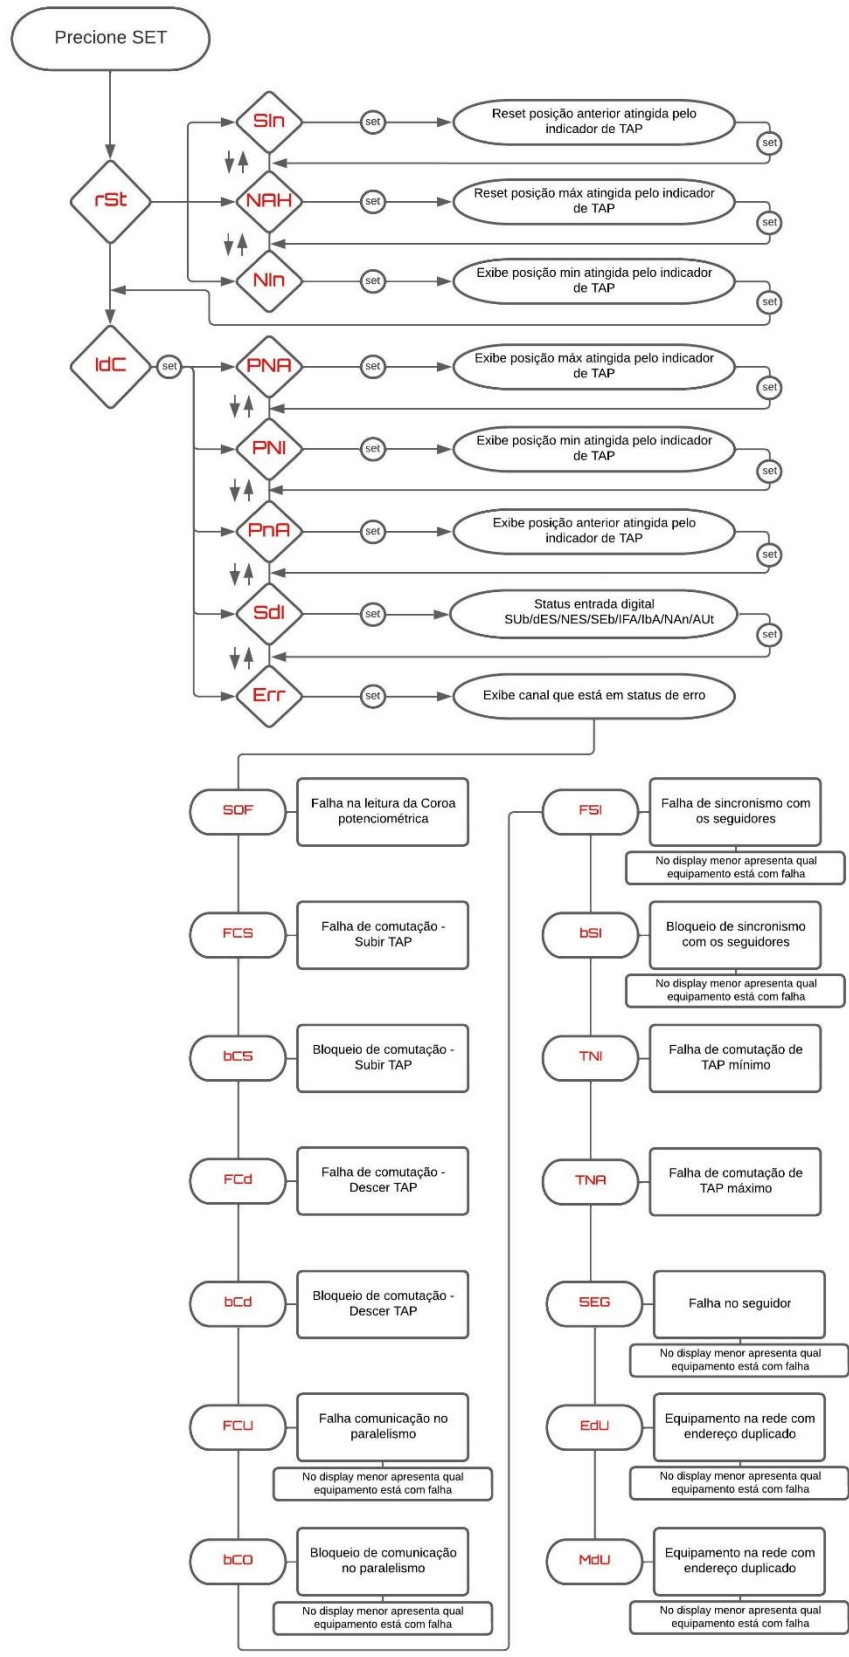 Precione SET
SIn
set
Reset posição anterior atingida pelo
indicador de TAP
set
rSt
NAH
set
Reset posição máx atingida pelo indicador
de TAP
set
NIn
set
Exibe posição min atingida pelo indicador
de TAP
set
IdC
set
PNA
set
Exibe posição máx atingida pelo indicador
de TAP
set
PNI
set
Exibe posição min atingida pelo indicador
de TAP
set
PnA
set
Exibe posição anterior atingida pelo
indicador de TAP
set
SdI
set
Status entrada digital
SUb/dES/NES/SEb/IFA/IbA/NAn/AUt
set
Err
set
Exibe canal que está em status de erro
SOF
Falha na leitura da Coroa
potenciométrica
FCS
Falha de comutação -
Subir TAP
bCS
Bloqueio de comutação -
Subir TAP
FCd
Falha de comutação -
Descer TAP
bCd
Bloqueio de comutação -
Descer TAP
FCU
Falha comunicação no
paralelismo
No display menor apresenta qual
equipamento está com falha
bCO
Bloqueio de comunicação
no paralelismo
No display menor apresenta qual
equipamento está com falha
FSI
Falha de sincronismo com
os seguidores
No display menor apresenta qual
equipamento está com falha
bSI
Bloqueio de sincronismo
com os seguidores
No display menor apresenta qual
equipamento está com falha
TNI
Falha de comutação de
TAP mínimo
TNA
Falha de comutação de
TAP máximo
SEG
Falha no seguidor
No display menor apresenta qual
equipamento está com falha
EdU
Equipamento na rede com
endereço duplicado
No display menor apresenta qual
equipamento está com falha
MdU
Equipamento na rede com
endereço duplicado
No display menor apresenta qual
equipamento está com falha